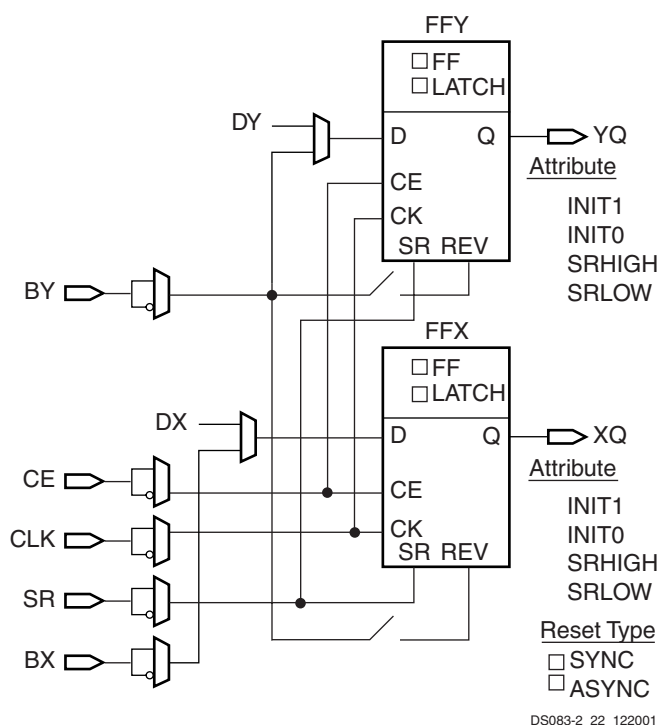 FFY
FF
LATCH
DY
D
Q
YQ
Attribute
CE
INIT1
CK
INIT0
SR REV
SRHIGH
BY
SRLOW
FFX
FF
LATCH
DX
D
Q
XQ
Attribute
CE
CE
INIT1
CLK
CK
INIT0
SR REV
SRHIGH
SR
SRLOW
Reset Type
BX
SYNC
ASYNC
DS083-2_22_122001